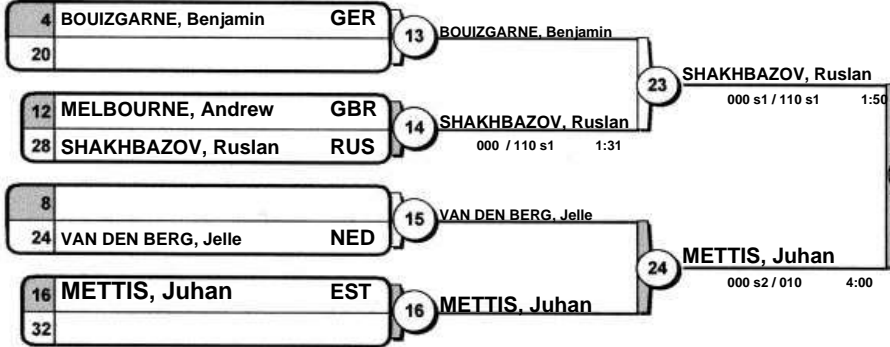 4 BOUIZGARNE, Benjamin GER
20
13 BOUIZGARNE, Benjamin
12 MELBOURNE, Andrew GBR
28 SHAKHBAZOV, Ruslan RUS
14 SHAKHBAZOV, Ruslan
000 / 110 s1 1:31
23 SHAKHBAZOV, Ruslan
000 s1 / 110 s1 1:50
8
24 VAN DEN BERG, Jelle NED
15 VAN DEN BERG, Jelle
16 METTIS, Juhan EST
32
16 METTIS, Juhan
24 METTIS, Juhan
000 s2 / 010 4:00